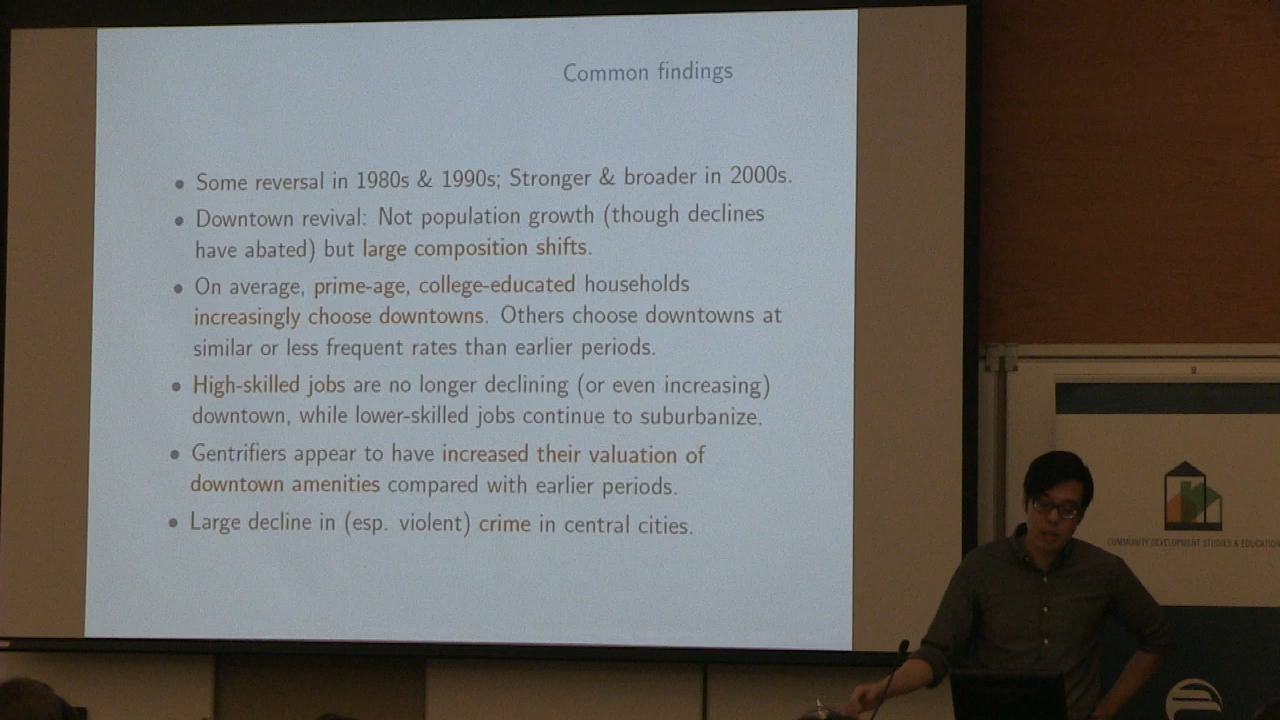 Common findings
• Some reversal in 1980s & 1990s; Stronger & broader in 2000s.
• Downtown revival: Not population growth (though declines
have abated) but large composition shifts.
• On average, prime-age, college-educated households
increasingly choose downtowns. Others choose downtowns at
similar or less frequent rates than earlier periods.
• High-skilled jobs are no longer declining (or even increasing)
downtown, while lower-skilled jobs continue to suburbanize.
• Gentrifiers appear to have increased their valuation of
downtown amenities compared with earlier periods.
• Large decline in (esp. violent) crime in central cities.
COMMUNITY DEVELOPMENT STUDIES & EDUCATION